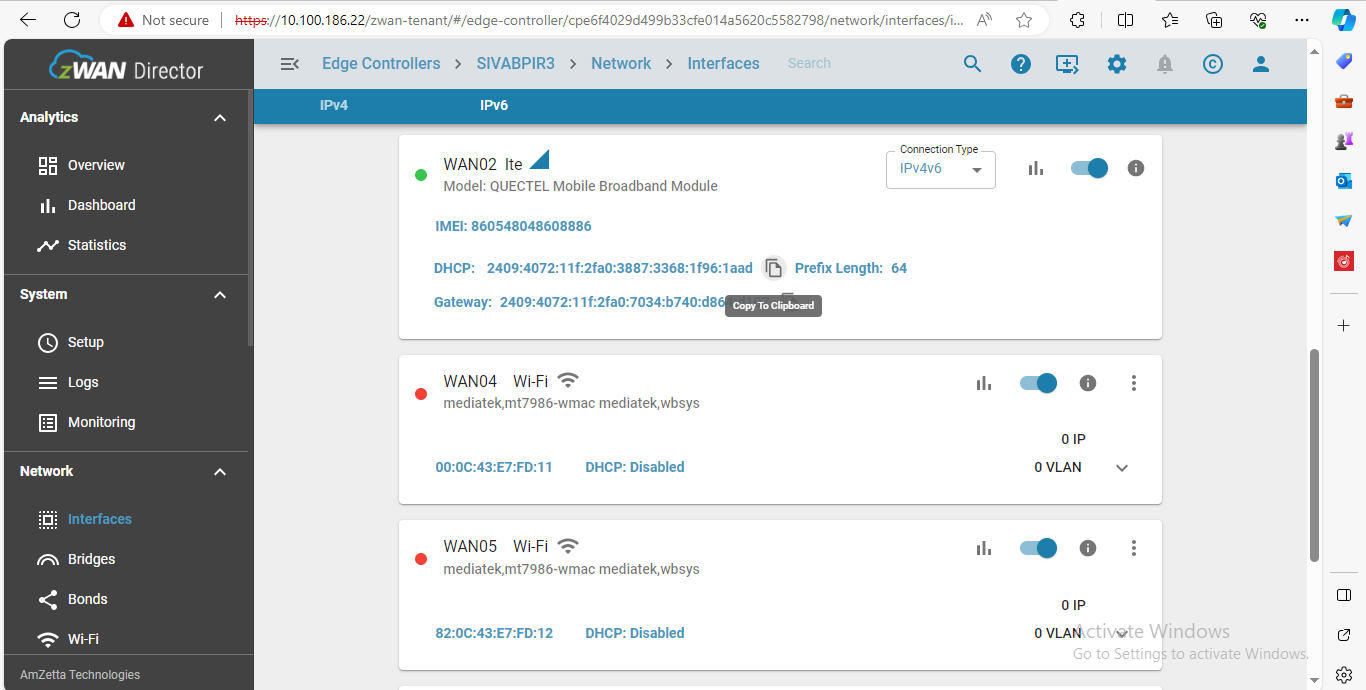 Not secure https://10.100.186.22/zwan-tenant/#/edge-controller/cpe6f4029d499b33cfe014a5620c5582798/network/interfaces/i...
zWAN Director
Edge Controllers > SIVABPIR3 > Network > Interfaces Search
IPv4 IPv6
Analytics
Overview
Dashboard
Statistics
System
Setup
Logs
Monitoring
Network
Interfaces
Bridges
Bonds
Wi-Fi
AmZetta Technologies
WAN02 lte
Model: QUECTEL Mobile Broadband Module
Connection Type
IPv4v6
IMEI: 860548048608886
DHCP: 2409:4072:11f:2fa0:3887:3368:1f96:1aad Prefix Length: 64
Gateway: 2409:4072:11f:2fa0:7034:b740:d86
Copy To Clipboard
WAN04 Wi-Fi
mediatek,mt7986-wmac mediatek,wbsys
0 IP
00:0C:43:E7:FD:11 DHCP: Disabled 0 VLAN
WAN05 Wi-Fi
mediatek,mt7986-wmac mediatek,wbsys
0 IP
82:0C:43:E7:FD:12 DHCP: Disabled 0 VLAN
Activate Windows
Go to Settings to activate Windows.